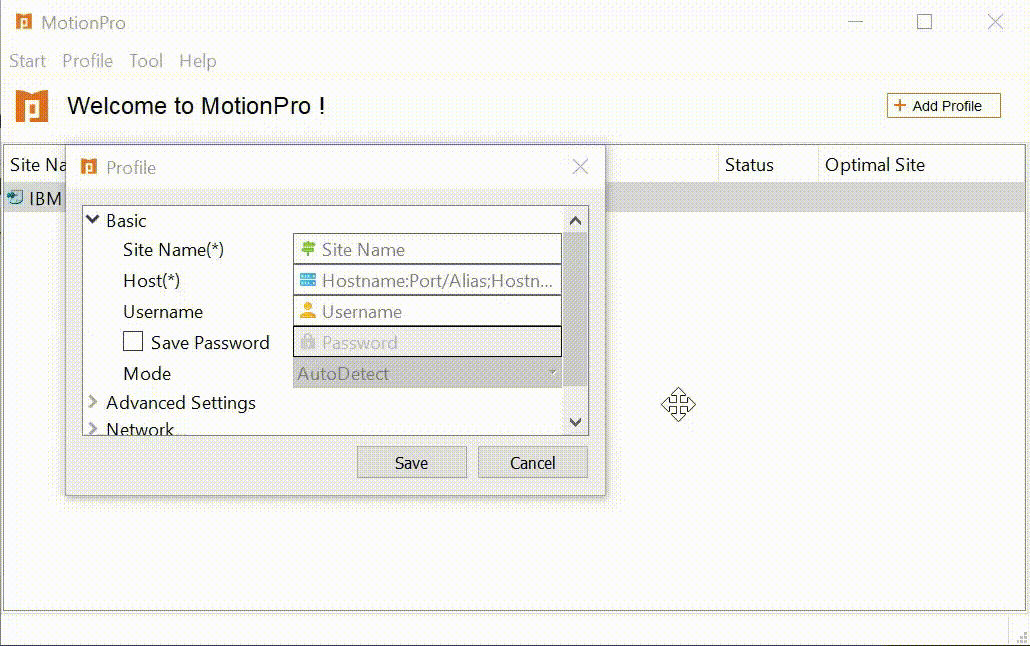 MotionPro
Start Profile Tool Help
Welcome to MotionPro !
+ Add Profile
Site Na
Status
Optimal Site
IBM
Profile
Basic
Site Name(*) Site Name
Host(*) Hostname:Port/Alias;Hostn...
Username Username
Save Password Password
Mode AutoDetect
Advanced Settings
Network
Save Cancel